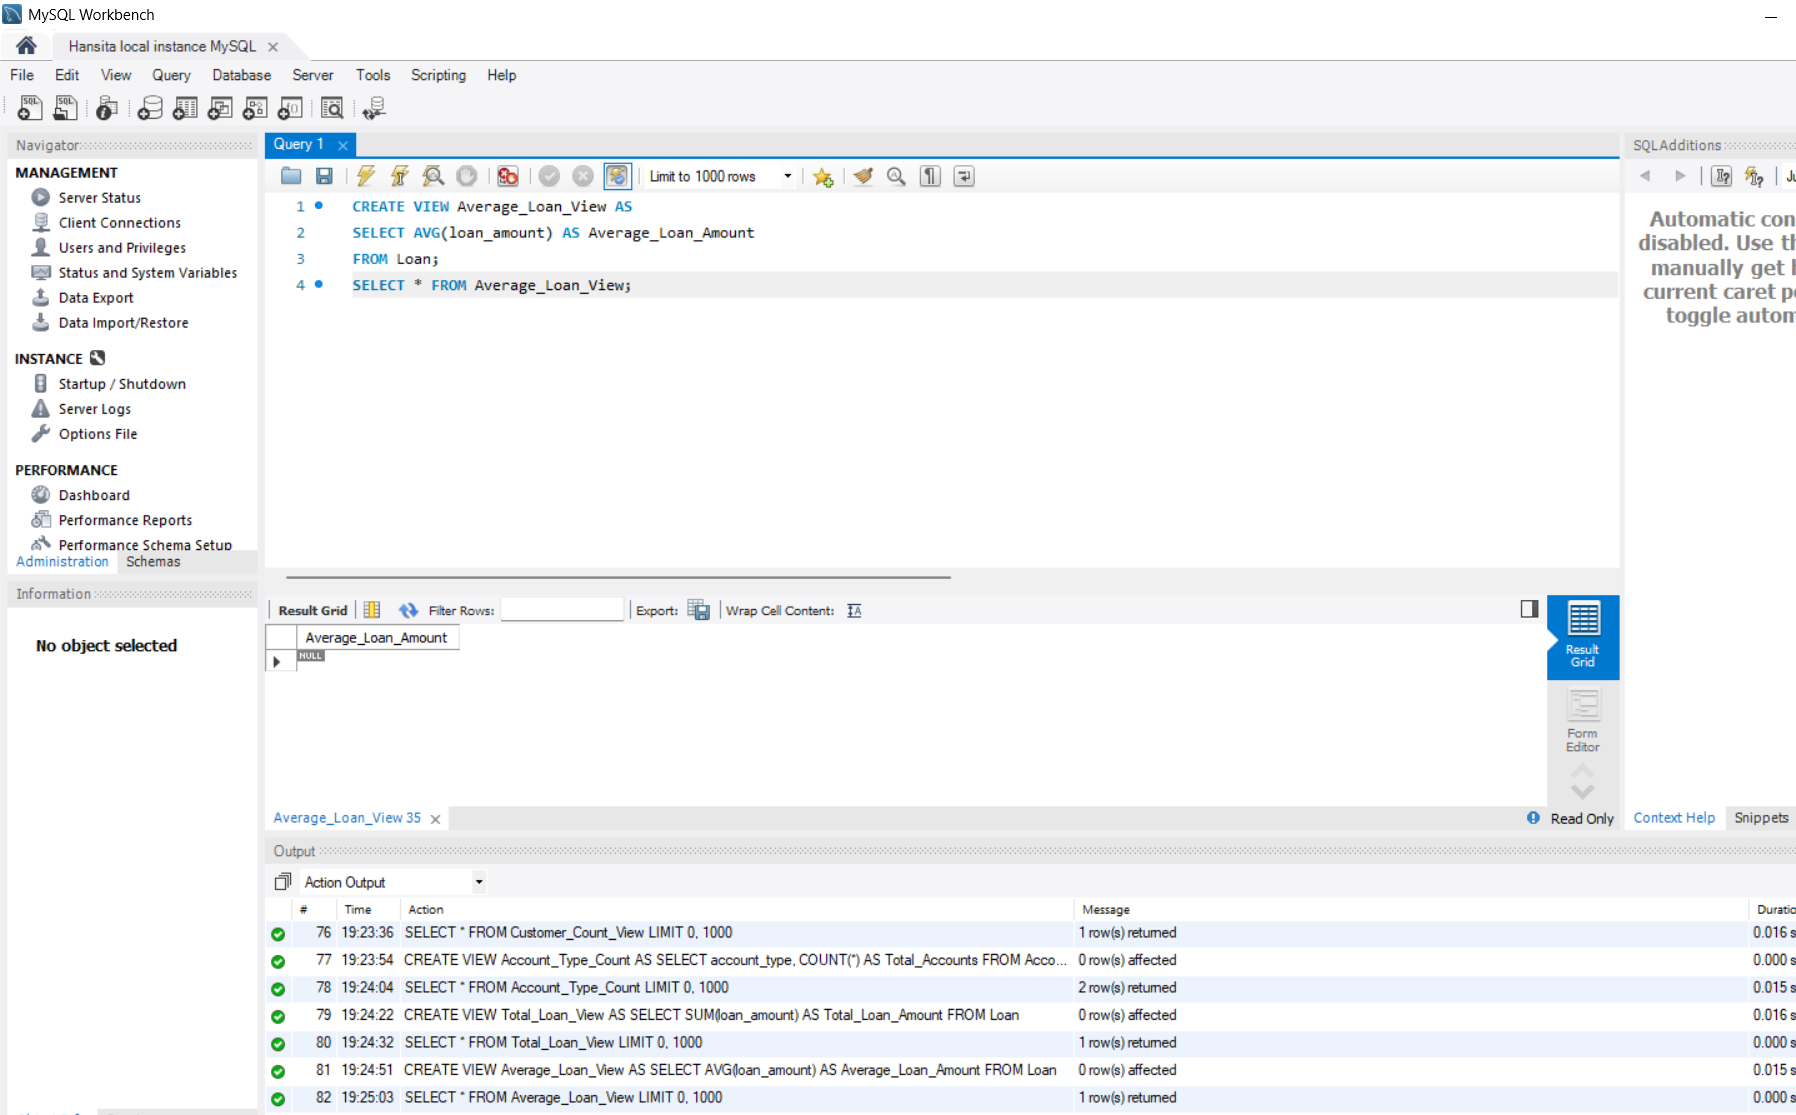 MySQL Workbench
Hansita local instance MySQL
File Edit View Query Database Server Tools Scripting Help
Navigator
MANAGEMENT
Server Status
Client Connections
Users and Privileges
Status and System Variables
Data Export
Data Import/Restore
INSTANCE
Startup / Shutdown
Server Logs
Options File
PERFORMANCE
Dashboard
Performance Reports
Performance Schema Setup
Administration Schemas
Information
No object selected
Query 1
Limit to 1000 rows
1 CREATE VIEW Average_Loan_View AS
2 SELECT AVG(loan_amount) AS Average_Loan_Amount
3 FROM Loan;
4 SELECT * FROM Average_Loan_View;
Result Grid Filter Rows: Export: Wrap Cell Content:
Average_Loan_Amount
NULL
Result
Grid
Form
Editor
Average_Loan_View 35
Read Only
SQLAdditions
Ju
Automatic con
disabled. Use th
manually get h
current caret po
toggle autom
Context Help Snippets
Output
Action Output
# Time Action Message Duratio
76 19:23:36 SELECT * FROM Customer_Count_View LIMIT 0, 1000 1 row(s) returned 0.016 s
77 19:23:54 CREATE VIEW Account_Type_Count AS SELECT account_type, COUNT(*) AS Total_Accounts FROM Acco... 0 row(s) affected 0.000 s
78 19:24:04 SELECT * FROM Account_Type_Count LIMIT 0, 1000 2 row(s) returned 0.015 s
79 19:24:22 CREATE VIEW Total_Loan_View AS SELECT SUM(loan_amount) AS Total_Loan_Amount FROM Loan 0 row(s) affected 0.016 s
80 19:24:32 SELECT * FROM Total_Loan_View LIMIT 0, 1000 1 row(s) returned 0.000 s
81 19:24:51 CREATE VIEW Average_Loan_View AS SELECT AVG(loan_amount) AS Average_Loan_Amount FROM Loan 0 row(s) affected 0.015 s
82 19:25:03 SELECT * FROM Average_Loan_View LIMIT 0, 1000 1 row(s) returned 0.000 s